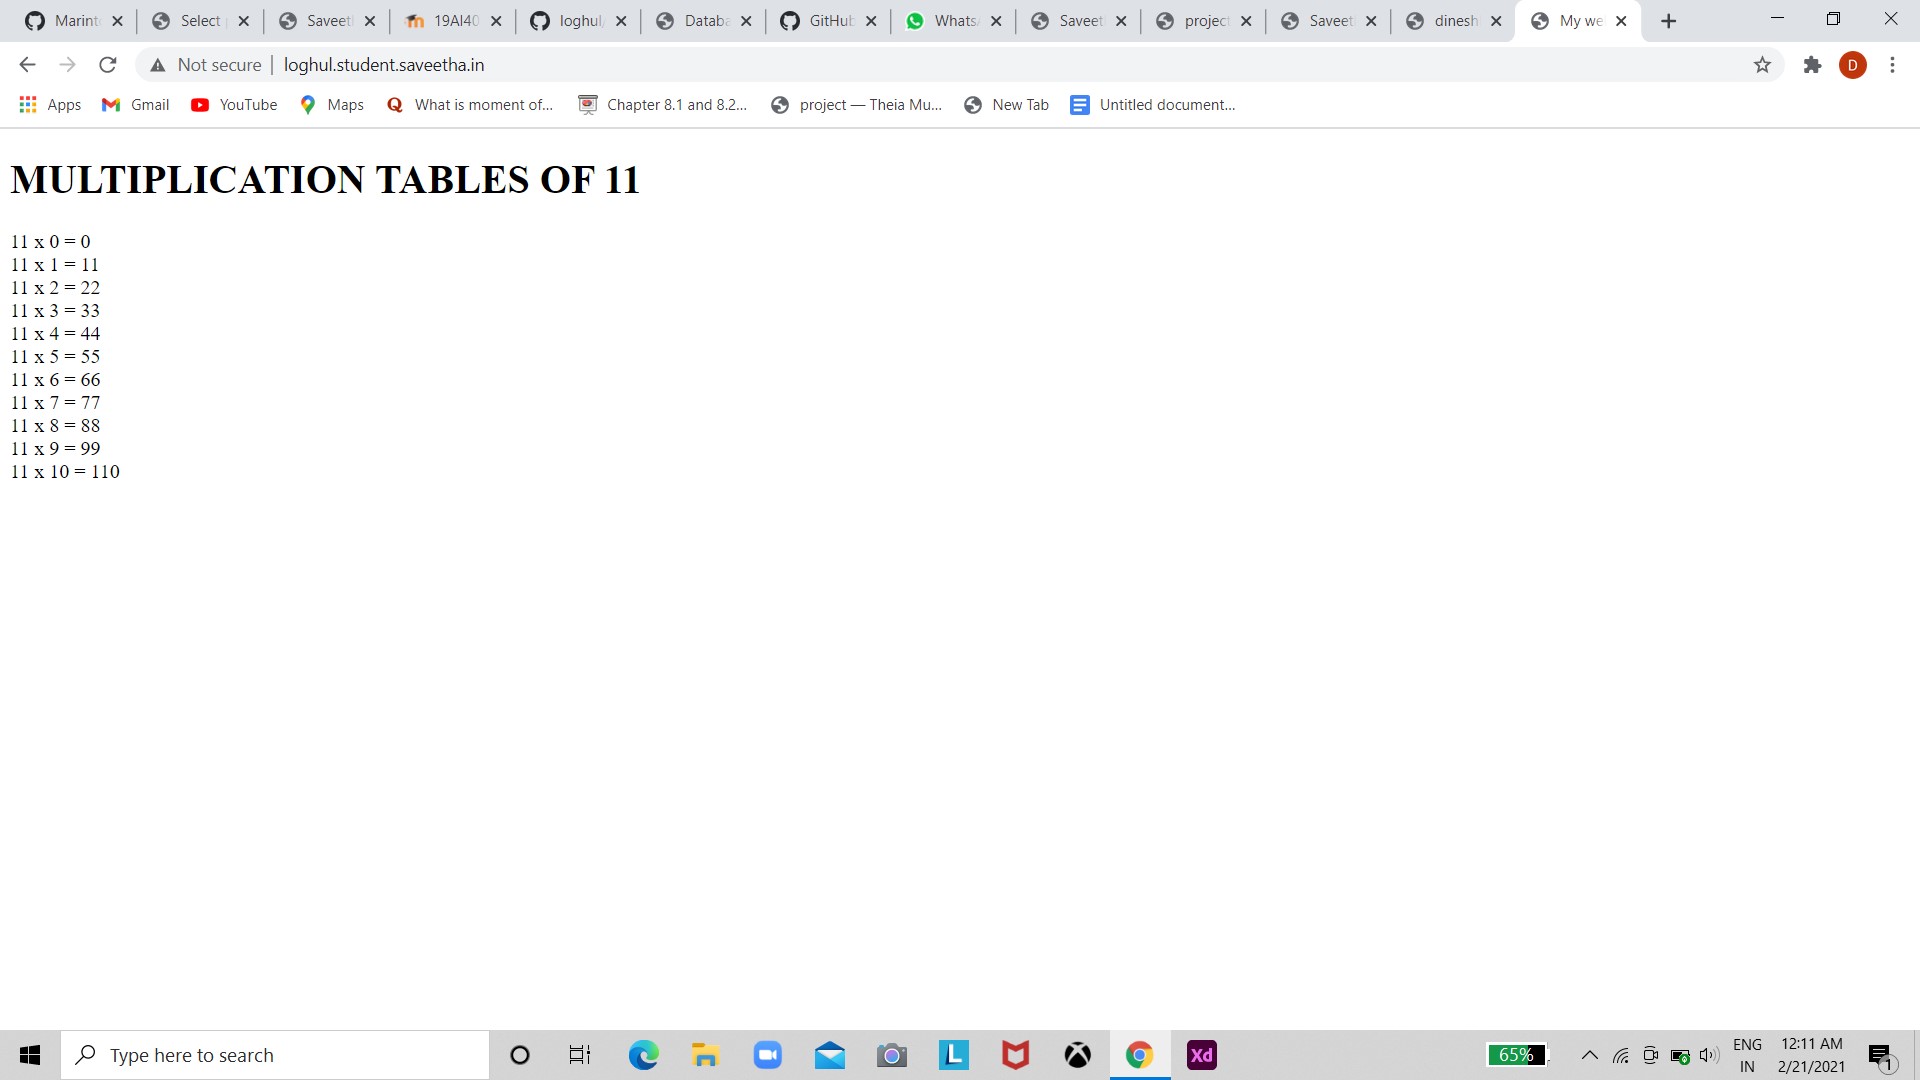 Marint Select Saveet 19AI40 loghul/ Databa GitHub Whats Saveet project Saveet dinesh My we
Not secure | loghul.student.saveetha.in D
Apps Gmail YouTube Maps What is moment of... Chapter 8.1 and 8.2... project — Theia Mu... New Tab Untitled document...
MULTIPLICATION TABLES OF 11
11 x 0 = 0
11 x 1 = 11
11 x 2 = 22
11 x 3 = 33
11 x 4 = 44
11 x 5 = 55
11 x 6 = 66
11 x 7 = 77
11 x 8 = 88
11 x 9 = 99
11 x 10 = 110
Type here to search L Xd 65% ENG 12:11 AM
IN 2/21/2021 1